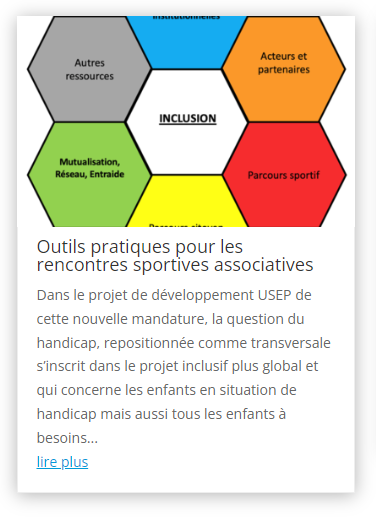 institutionnelles
Autres
ressources
Acteurs et
partenaires
INCLUSION
Mutualisation,
Réseau, Entraide
Parcours sportif
Parcours citoyen
Outils pratiques pour les
rencontres sportives associatives
Dans le projet de développement USEP de
cette nouvelle mandature, la question du
handicap, repositionnée comme transversale
s’inscrit dans le projet inclusif plus global et
qui concerne les enfants en situation de
handicap mais aussi tous les enfants à
besoins...
lire plus